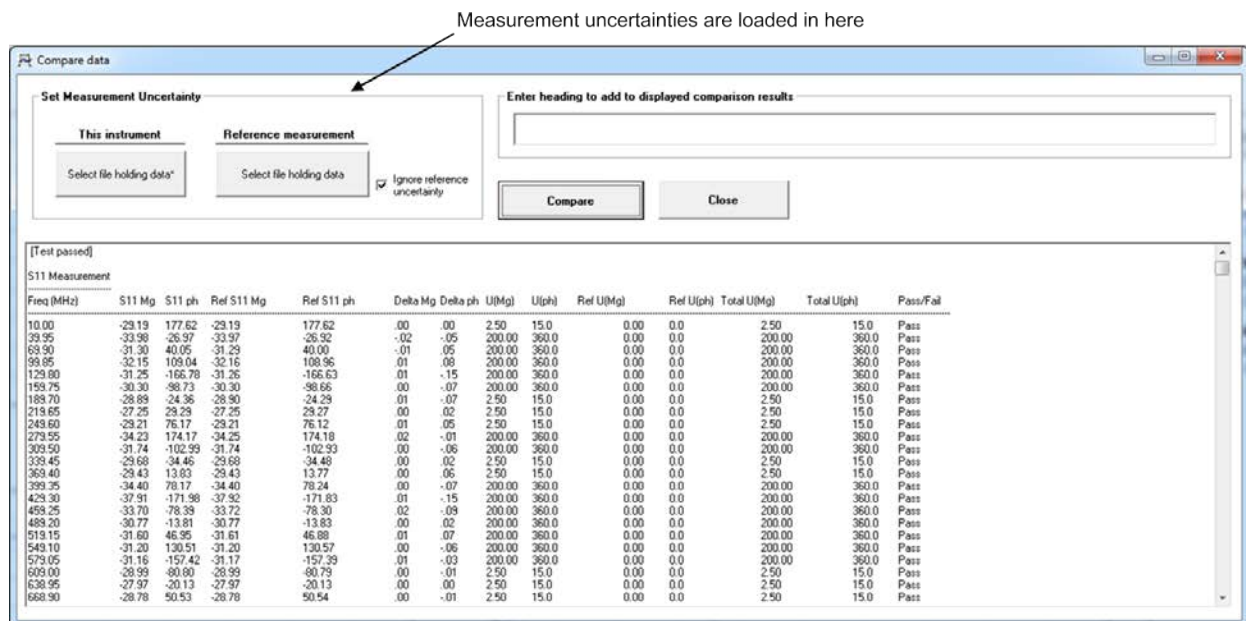 Measurement uncertainties are loaded in here
Compare data
Set Measurement Uncertainty
This instrument Reference measurement
Select file holding data* Select file holding data
Ignore reference
uncertainty
Enter heading to add to displayed comparison results
Compare Close
[Test passed]
S11 Measurement
Freq (MHz) S11 Mg S11 ph Ref S11 Mg Ref S11 ph Delta Mg Delta ph U(Mg) U(ph) Ref U(Mg) Ref U(ph) Total U(Mg) Total U(ph) Pass/Fail
10.00 -29.19 177.62 -29.19 177.62 .00 .00 2.50 15.0 0.00 0.0 2.50 15.0 Pass
39.95 -33.98 -26.97 -33.97 -26.92 -.02 -.05 200.00 360.0 0.00 0.0 200.00 360.0 Pass
69.90 -31.30 40.05 -31.29 40.00 -.01 .05 200.00 360.0 0.00 0.0 200.00 360.0 Pass
99.85 -32.15 109.04 -32.16 108.96 .01 .08 200.00 360.0 0.00 0.0 200.00 360.0 Pass
129.80 -31.25 -166.78 -31.26 -166.63 .01 -.15 200.00 360.0 0.00 0.0 200.00 360.0 Pass
159.75 -30.30 -98.73 -30.30 -98.66 .00 -.07 200.00 360.0 0.00 0.0 200.00 360.0 Pass
189.70 -28.89 -24.36 -28.90 -24.29 .01 -.07 2.50 15.0 0.00 0.0 2.50 15.0 Pass
219.65 -27.25 29.29 -27.25 29.27 .00 .02 2.50 15.0 0.00 0.0 2.50 15.0 Pass
249.60 -29.21 76.17 -29.21 76.12 .01 .05 2.50 15.0 0.00 0.0 2.50 15.0 Pass
279.55 -34.23 174.17 -34.25 174.18 .02 -.01 200.00 360.0 0.00 0.0 200.00 360.0 Pass
309.50 -31.74 -102.99 -31.74 -102.93 .00 -.06 200.00 360.0 0.00 0.0 200.00 360.0 Pass
339.45 -29.68 -34.46 -29.68 -34.48 .00 .02 2.50 15.0 0.00 0.0 2.50 15.0 Pass
369.40 -29.43 13.83 -29.43 13.77 .00 .06 2.50 15.0 0.00 0.0 2.50 15.0 Pass
399.35 -34.40 78.17 -34.40 78.24 .00 -.07 200.00 360.0 0.00 0.0 200.00 360.0 Pass
429.30 -37.91 -171.98 -37.92 -171.83 .01 -.15 200.00 360.0 0.00 0.0 200.00 360.0 Pass
459.25 -33.70 -78.39 -33.72 -78.30 .02 -.09 200.00 360.0 0.00 0.0 200.00 360.0 Pass
489.20 -30.77 -13.81 -30.77 -13.83 .00 .02 200.00 360.0 0.00 0.0 200.00 360.0 Pass
519.15 -31.60 46.95 -31.61 46.88 .01 .07 200.00 360.0 0.00 0.0 200.00 360.0 Pass
549.10 -31.20 130.51 -31.20 130.57 .00 -.06 200.00 360.0 0.00 0.0 200.00 360.0 Pass
579.05 -31.16 -157.42 -31.17 -157.39 .01 -.03 200.00 360.0 0.00 0.0 200.00 360.0 Pass
609.00 -28.99 -80.80 -28.99 -80.79 .00 -.01 2.50 15.0 0.00 0.0 2.50 15.0 Pass
638.95 -27.97 -20.13 -27.97 -20.13 .00 .00 2.50 15.0 0.00 0.0 2.50 15.0 Pass
668.90 -28.78 50.53 -28.78 50.54 .00 -.01 2.50 15.0 0.00 0.0 2.50 15.0 Pass